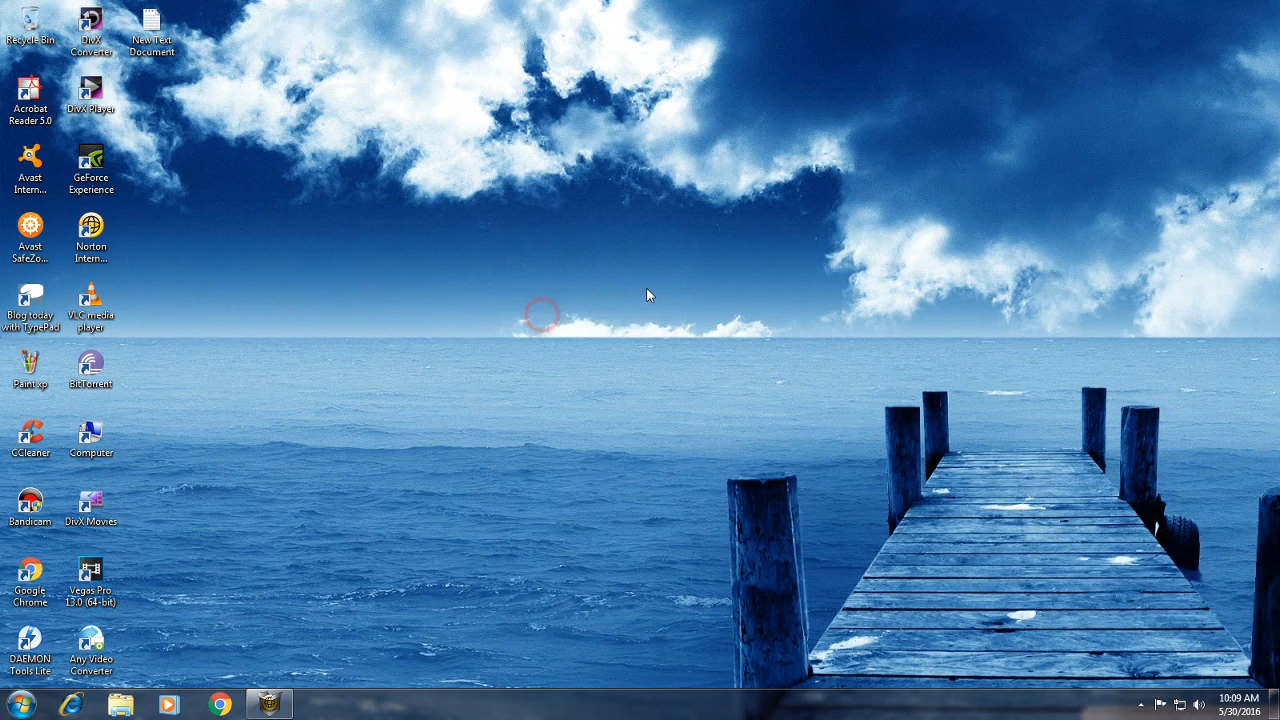 Recycle Bin
DivX
Converter
New Text
Document
Acrobat
Reader 5.0
DivX Player
Avast
Intern...
GeForce
Experience
Avast
SafeZo...
Norton
Intern...
Blog today
with TypePad
VLC media
player
Paint xp
BitTorrent
CCleaner
Computer
Bandicam
DivX Movies
Google
Chrome
Vegas Pro
13.0 (64-bit)
DAEMON
Tools Lite
Any Video
Converter
10:09 AM
5/30/2016